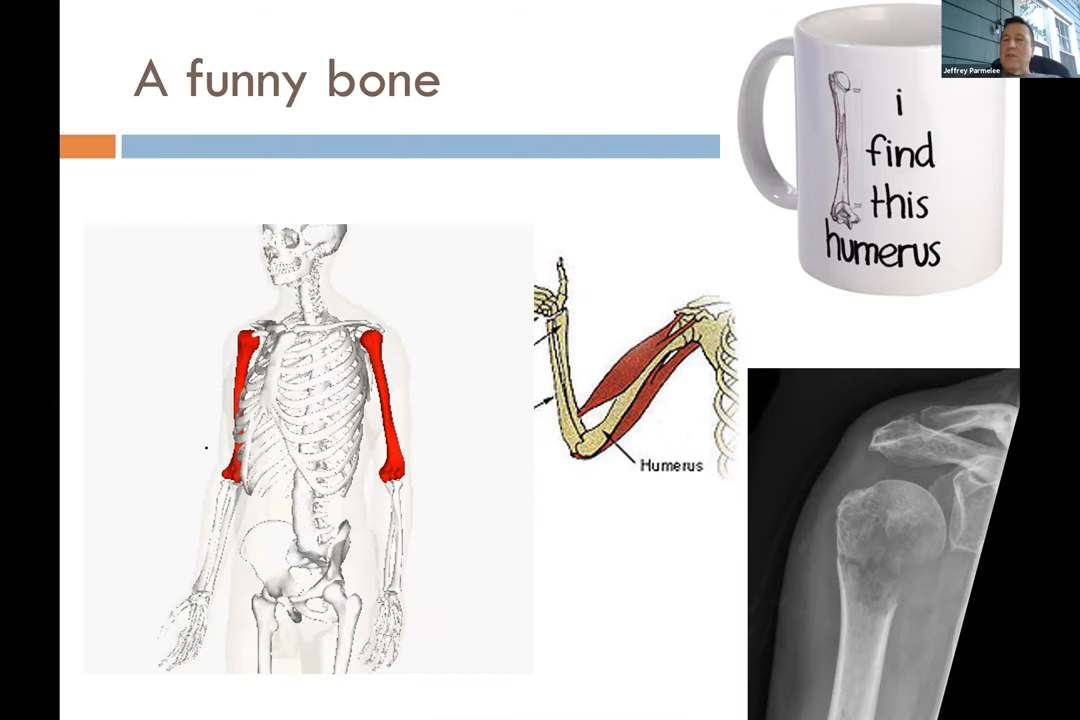 A funny bone
i
find
this
humerus
Jeffrey Parmelee
Humerus